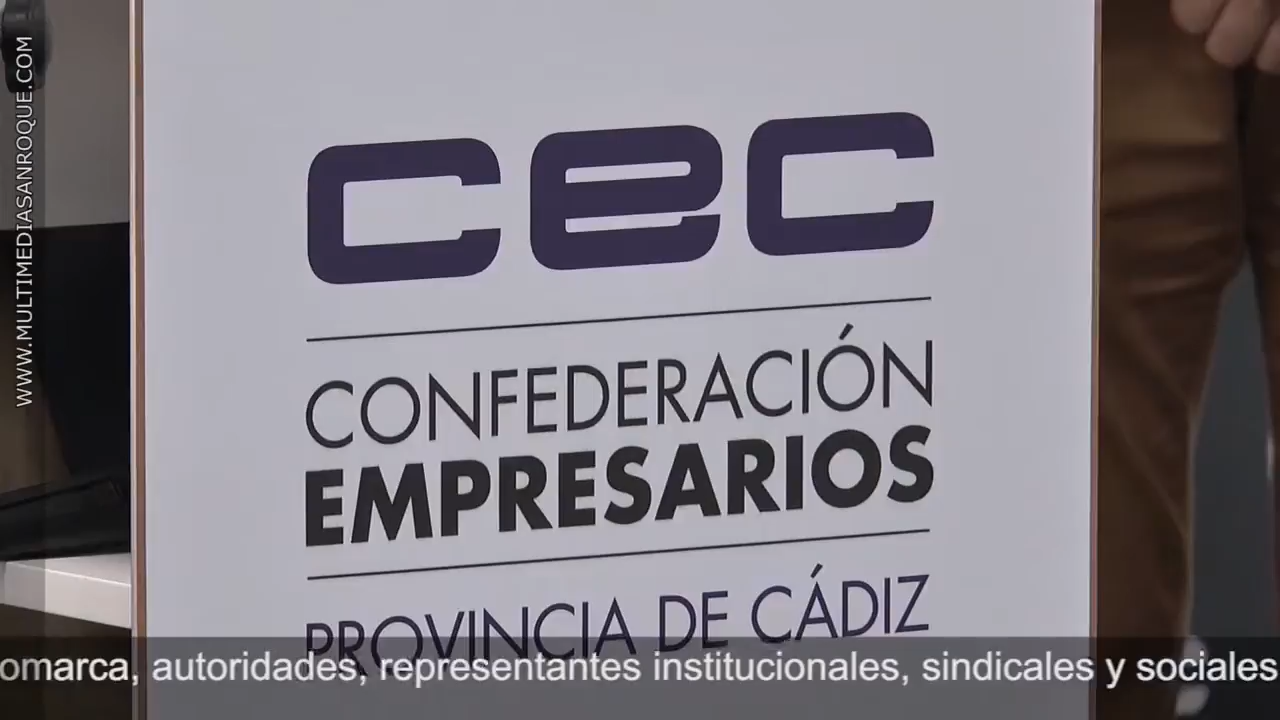 WWW.MULTIMEDIASANROQUE.COM
cec
CONFEDERACIÓN
EMPRESARIOS
PROVINCIA DE CÁDIZ
omarca, autoridades, representantes institucionales, sindicales y sociales